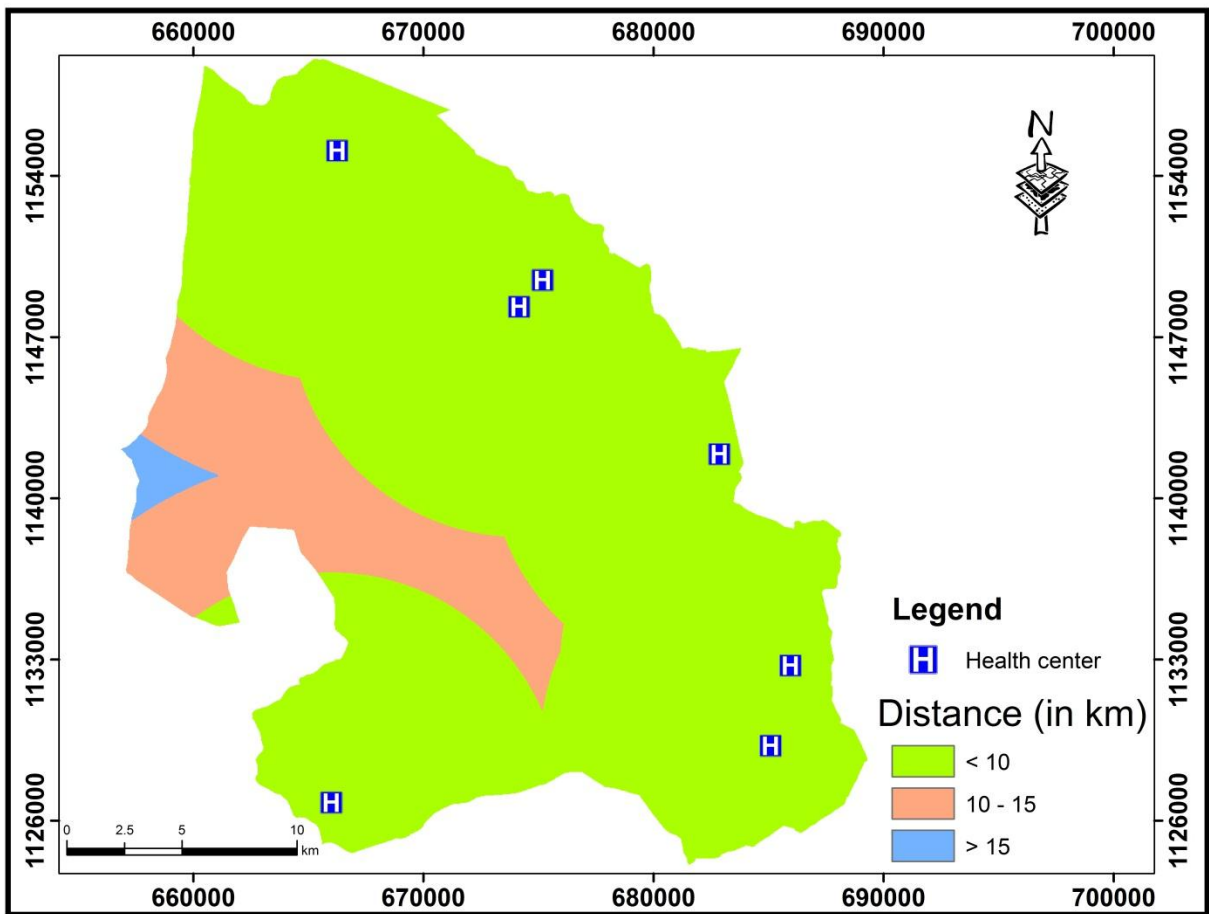 660000 670000 680000 690000 700000
N
1154000 1154000
H
H
H
1147000 1147000
H
1140000 1140000
Legend
H Health center
1133000 1133000
H
Distance (in km)
H
< 10
H
10 - 15
1126000 1126000
0 2.5 5 10
km
> 15
660000 670000 680000 690000 700000